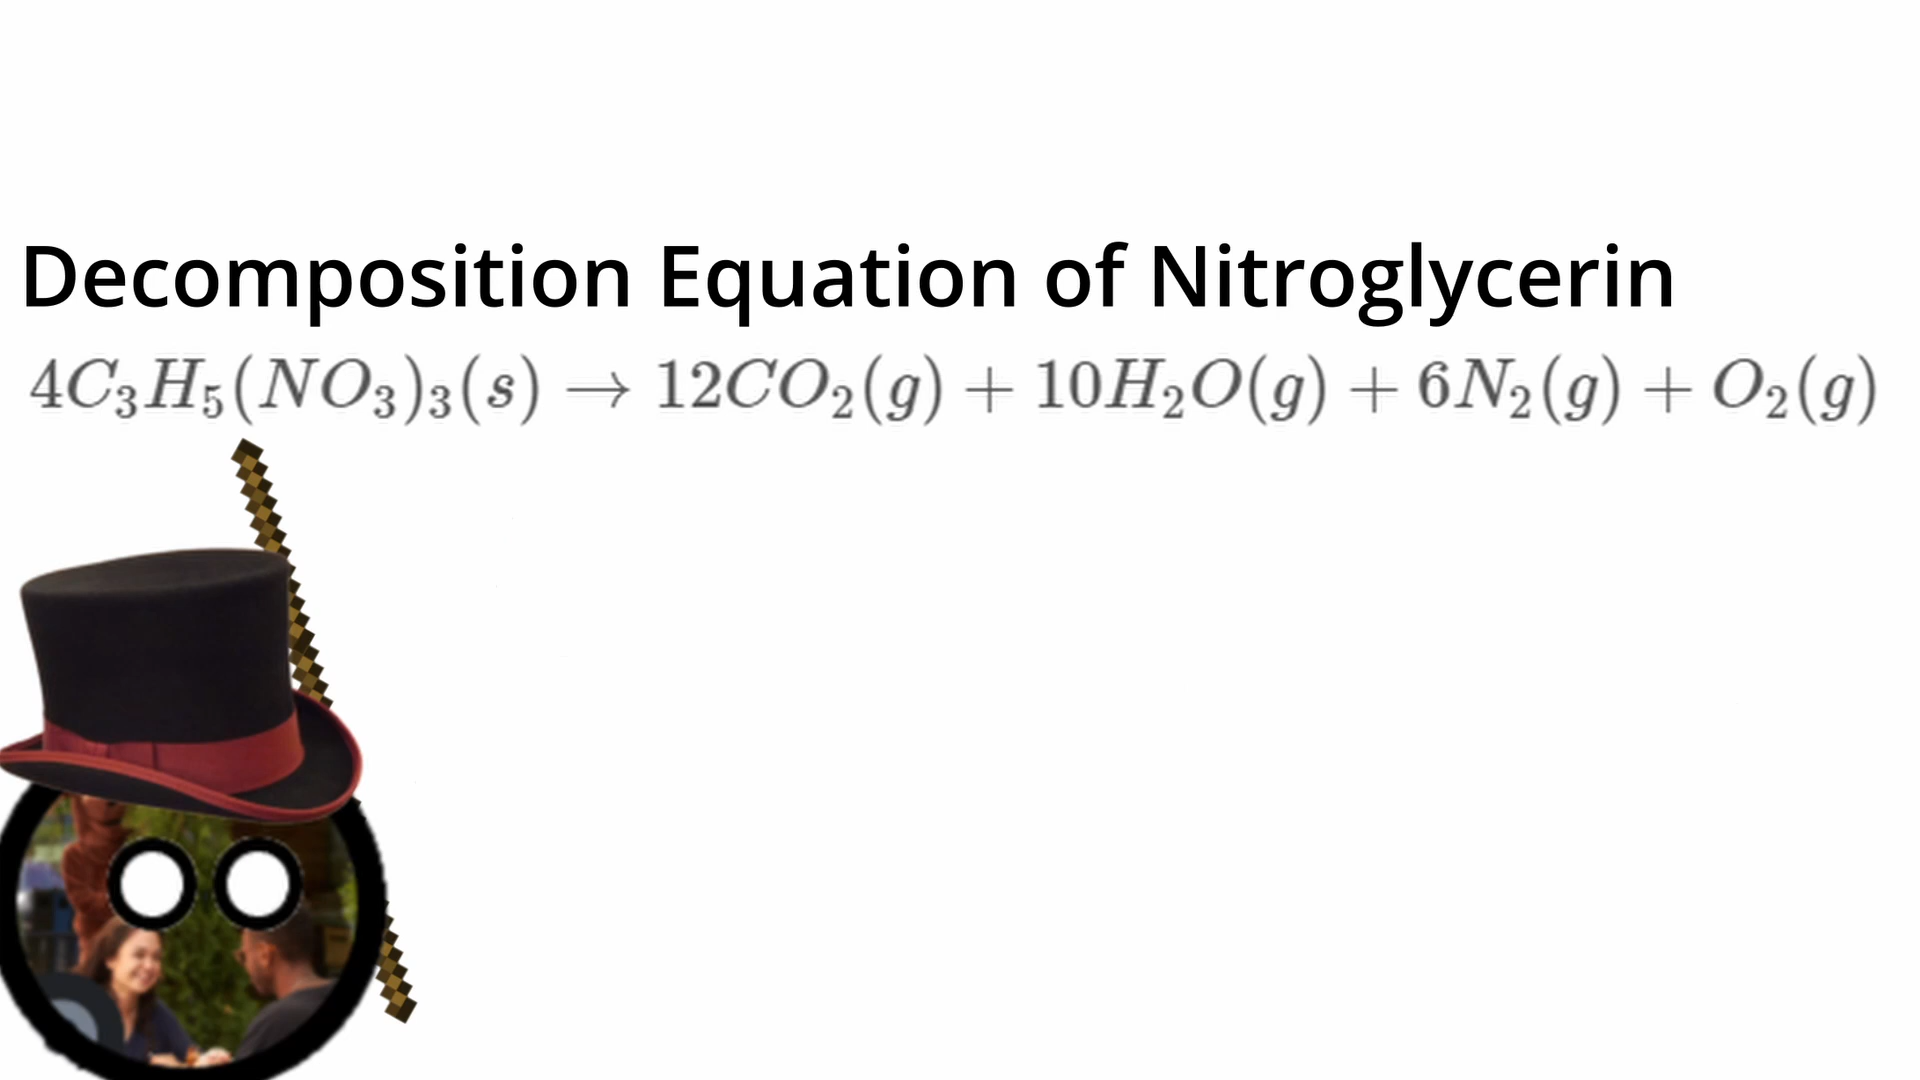 Decomposition Equation of Nitroglycerin
4C₃H₅(NO₃)₃(s) → 12CO₂(g) + 10H₂O(g) + 6N₂(g) + O₂(g)